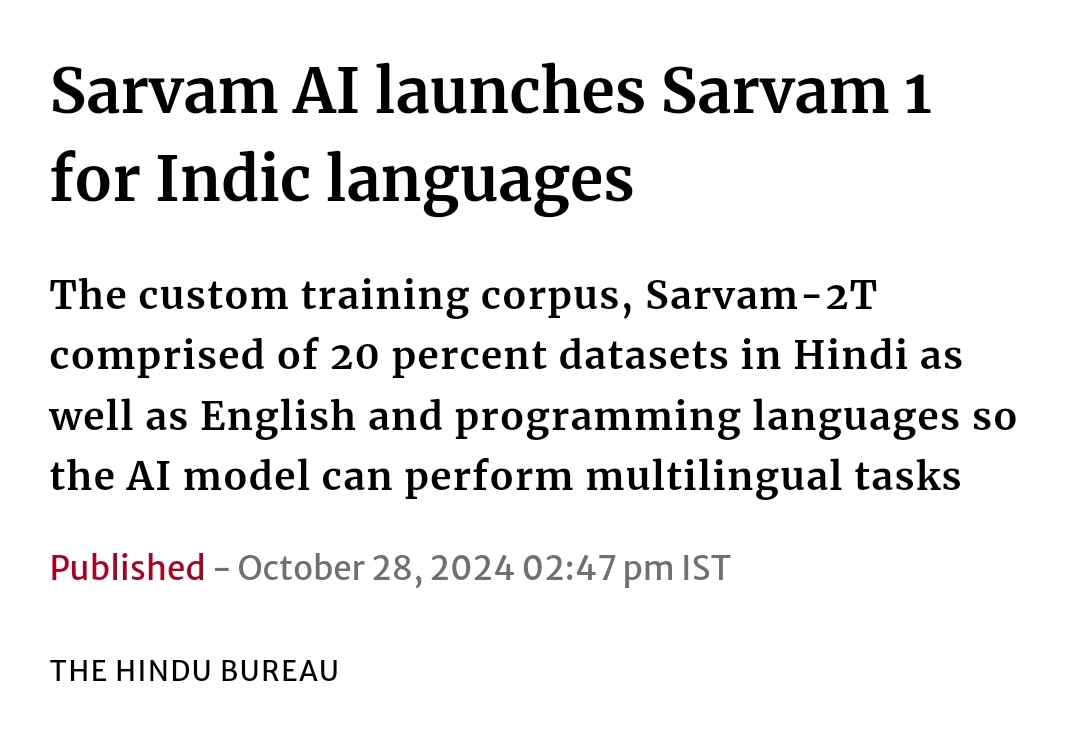 Sarvam AI launches Sarvam 1
for Indic languages
The custom training corpus, Sarvam-2T
comprised of 20 percent datasets in Hindi as
well as English and programming languages so
the AI model can perform multilingual tasks
Published - October 28, 2024 02:47 pm IST
THE HINDU BUREAU